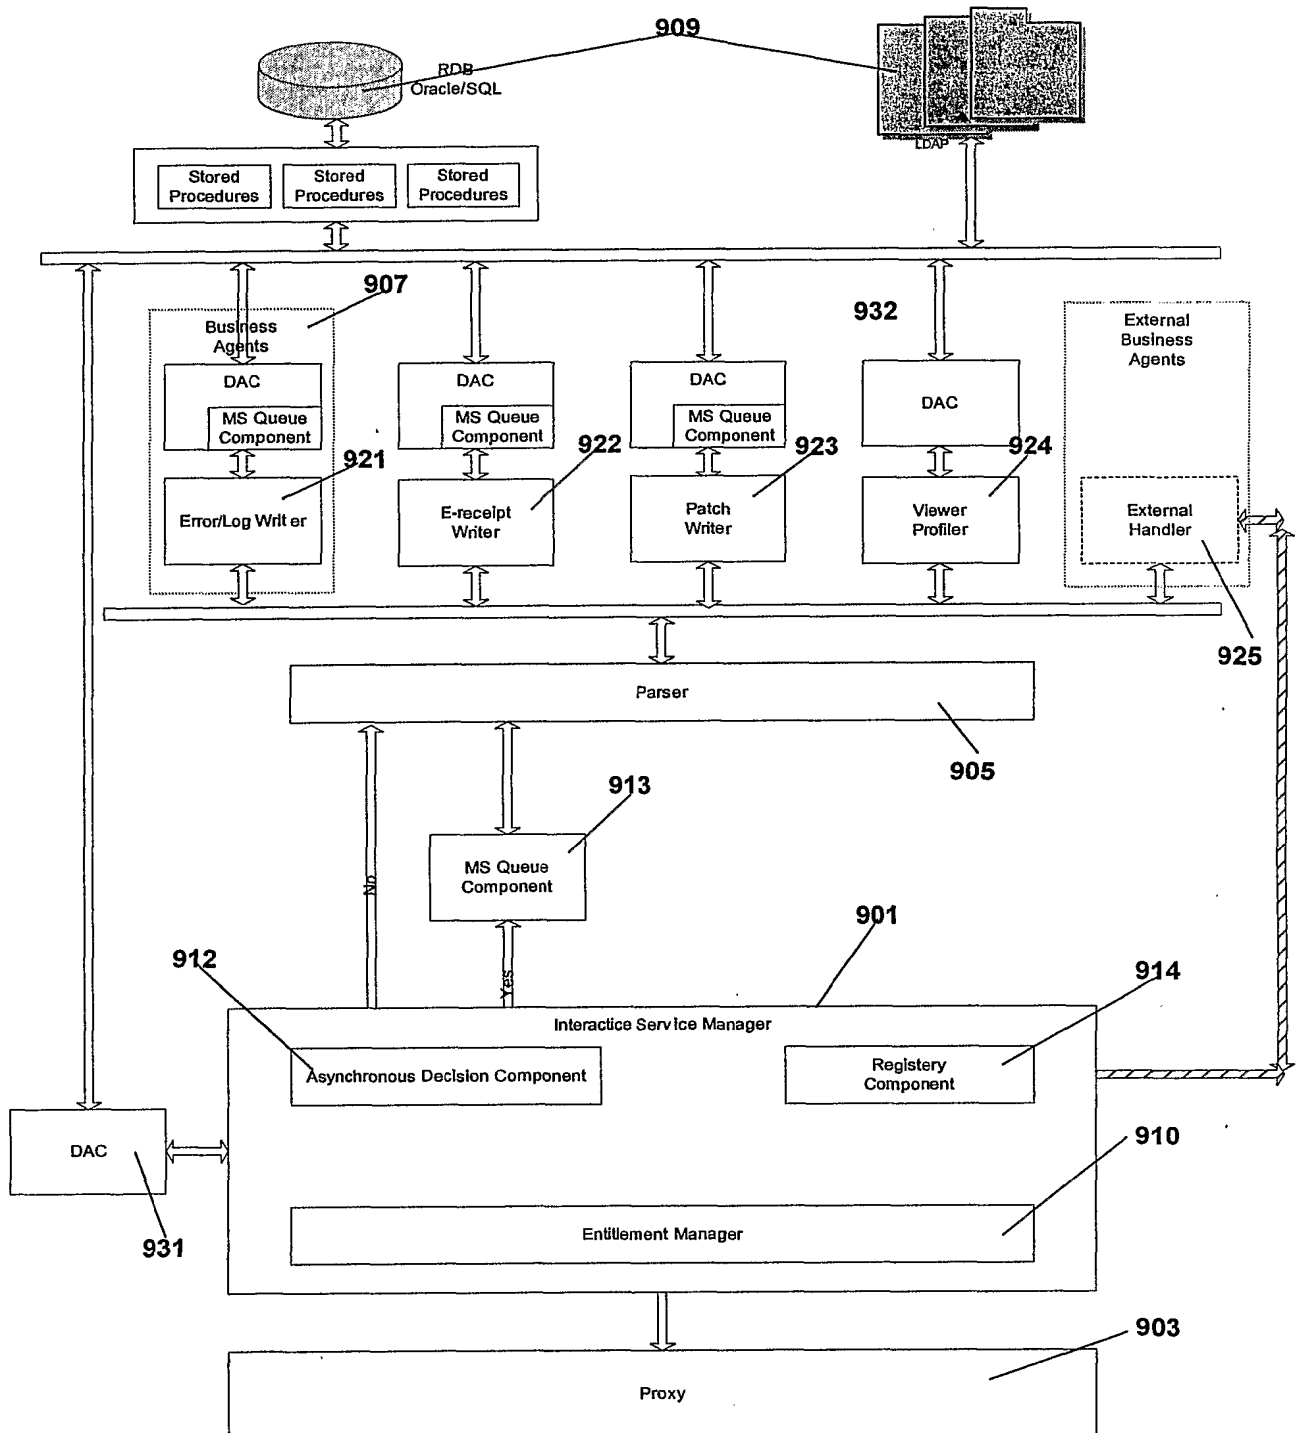 909
RDB
Oracle/SQL
LDAP
Stored
Procedures
Stored
Procedures
Stored
Procedures
907
932
Business
Agents
External
Business
Agents
DAC
MS Queue
Component
DAC
MS Queue
Component
DAC
MS Queue
Component
DAC
921
922
923
924
Error/Log Writer
E-receipt
Writer
Patch
Writer
Viewer
Profiler
External
Handler
925
Parser
905
913
MS Queue
Component
No
Yes
901
912
914
Interactice Service Manager
Asynchronous Decision Component
Registery
Component
DAC
931
910
Entitlement Manager
903
Proxy